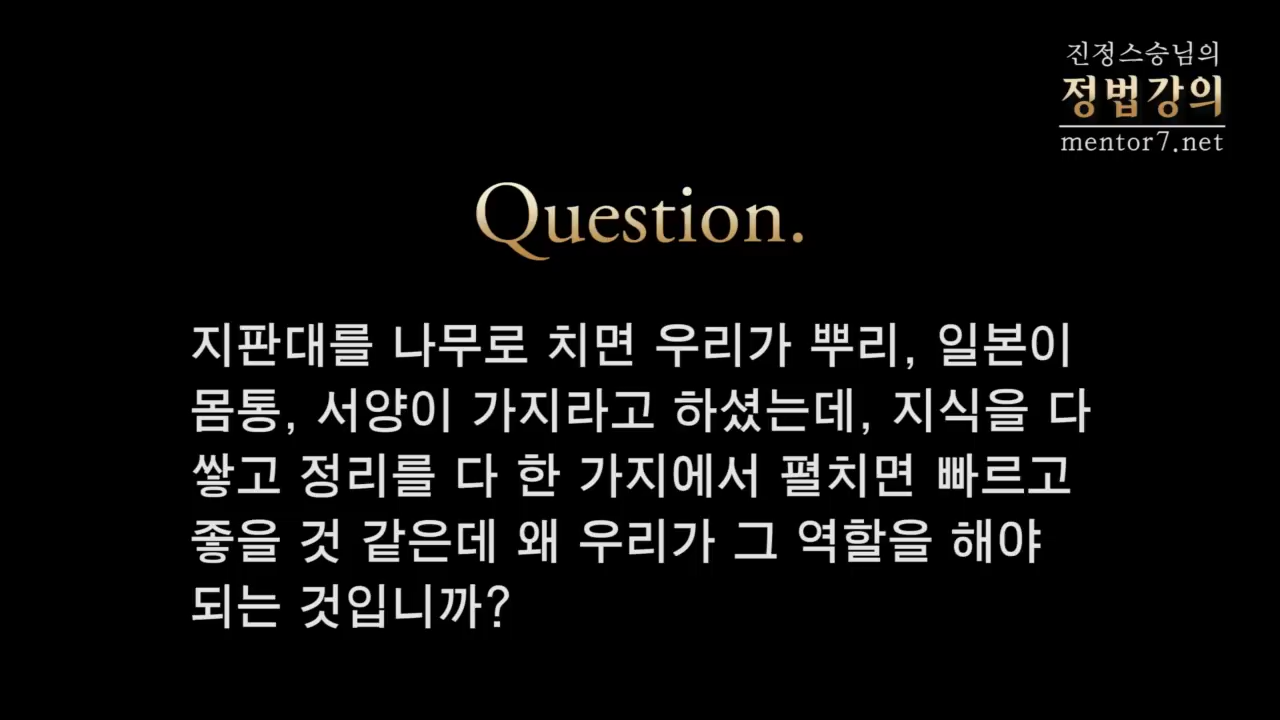 진정스승님의
정법강의
mentor7.net
Question.
지판대를 나무로 치면 우리가 뿌리, 일본이
몸통, 서양이 가지라고 하셨는데, 지식을 다
쌓고 정리를 다 한 가지에서 펼치면 빠르고
좋을 것 같은데 왜 우리가 그 역할을 해야
되는 것입니까?